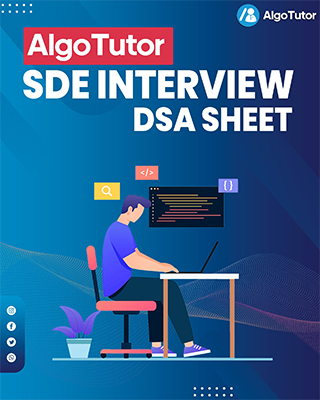 AlgoTutor
AlgoTutor
SDE INTERVIEW
DSA SHEET
</>
{}